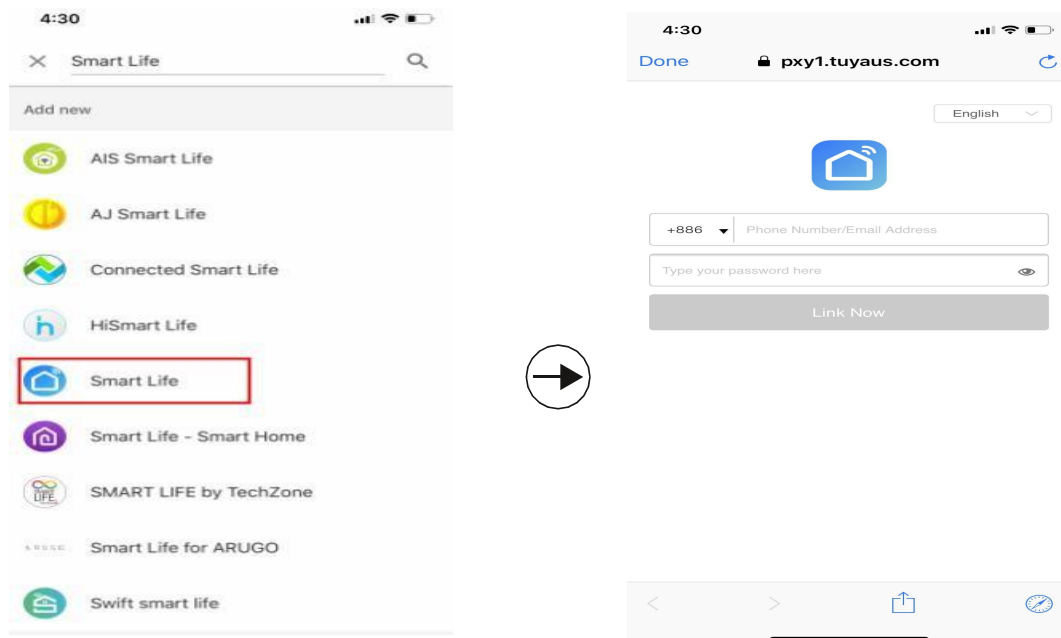 4:30
Smart Life
Add new
AIS Smart Life
AJ Smart Life
Connected Smart Life
HiSmart Life
Smart Life
Smart Life - Smart Home
LIFE
SMART LIFE by TechZone
Smart Life for ARUGO
Swift smart life
4:30
Done pxy1.tuyaus.com
English
+886 Phone Number/Email Address
Type your password here
Link Now